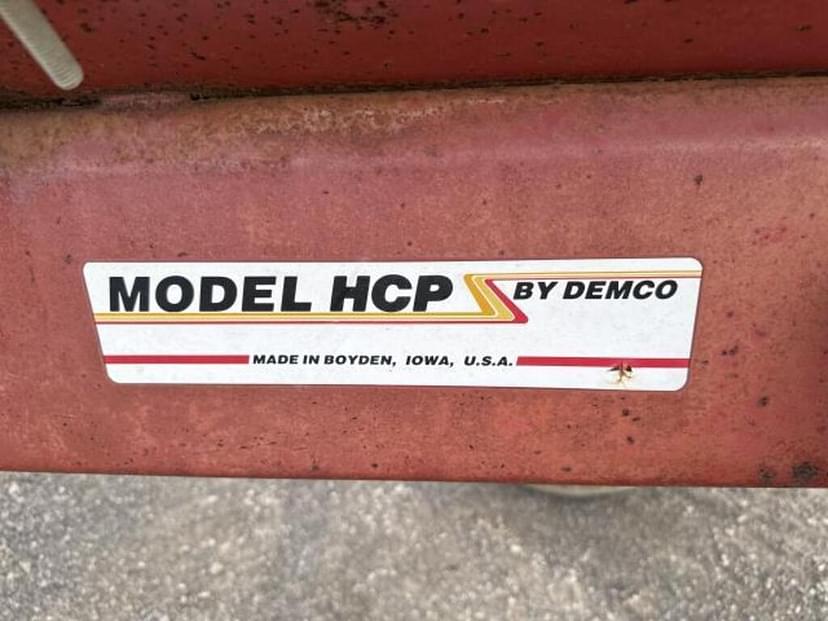 MODEL HCP BY DEMCO
MADE IN BOYDEN, IOWA, U.S.A.